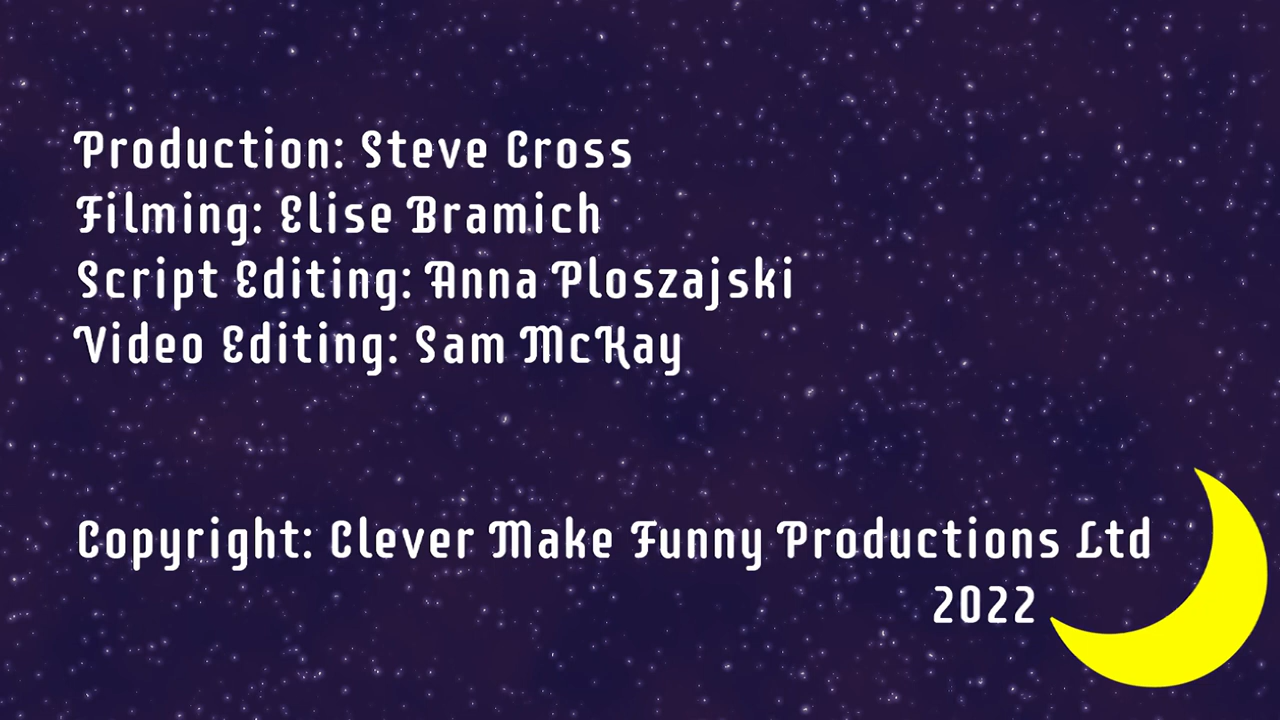 Production: Steve Cross
Filming: Elise Bramich
Script Editing: Anna Ploszajski
Video Editing: Sam McKay
Copyright: Clever Make Funny Productions Ltd
2022